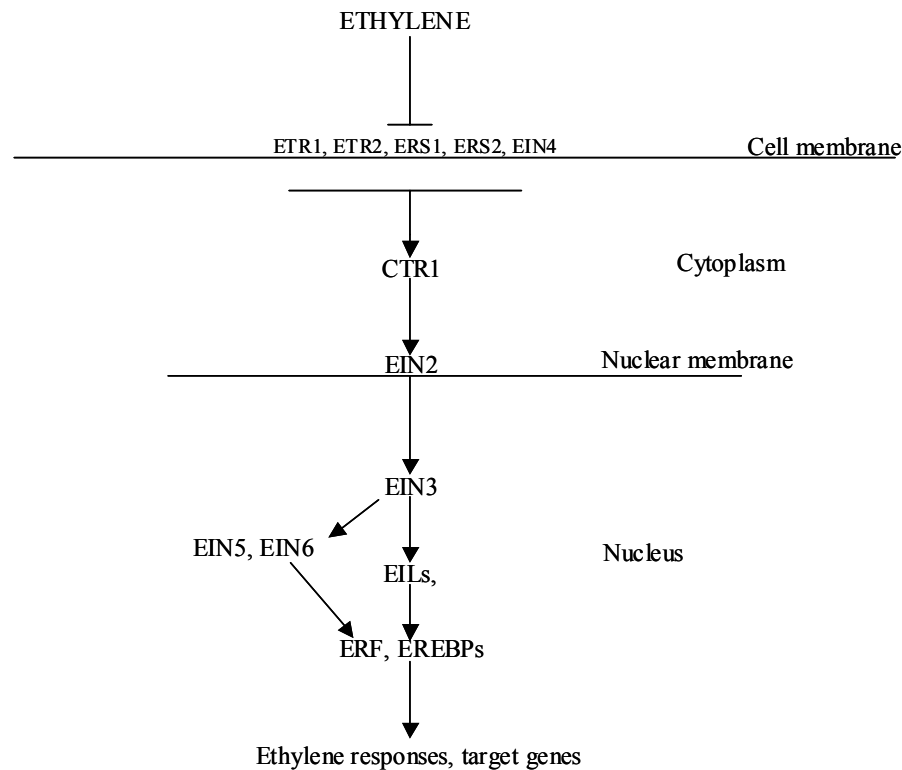 ETHYLENE
ETR1, ETR2, ERS1, ERS2, EIN4
Cell membrane
Cytoplasm
CTR1
Nuclear membrane
EIN2
EIN3
EIN5, EIN6
Nucleus
EILs,
ERF, EREBPs
Ethylene responses, target genes